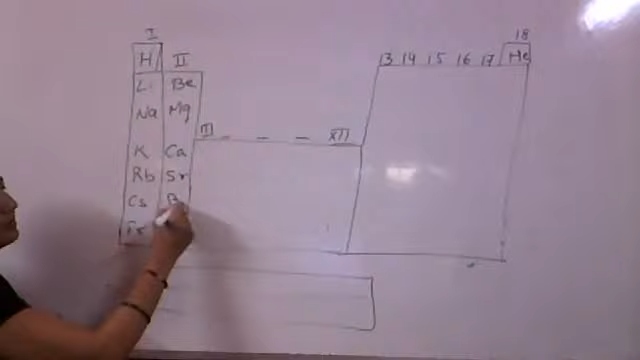 I 18
H II 13 14 15 16 17 He
Li Be
Na Mg
III - - - XII
K Ca
Rb Sr
Cs B
Fr